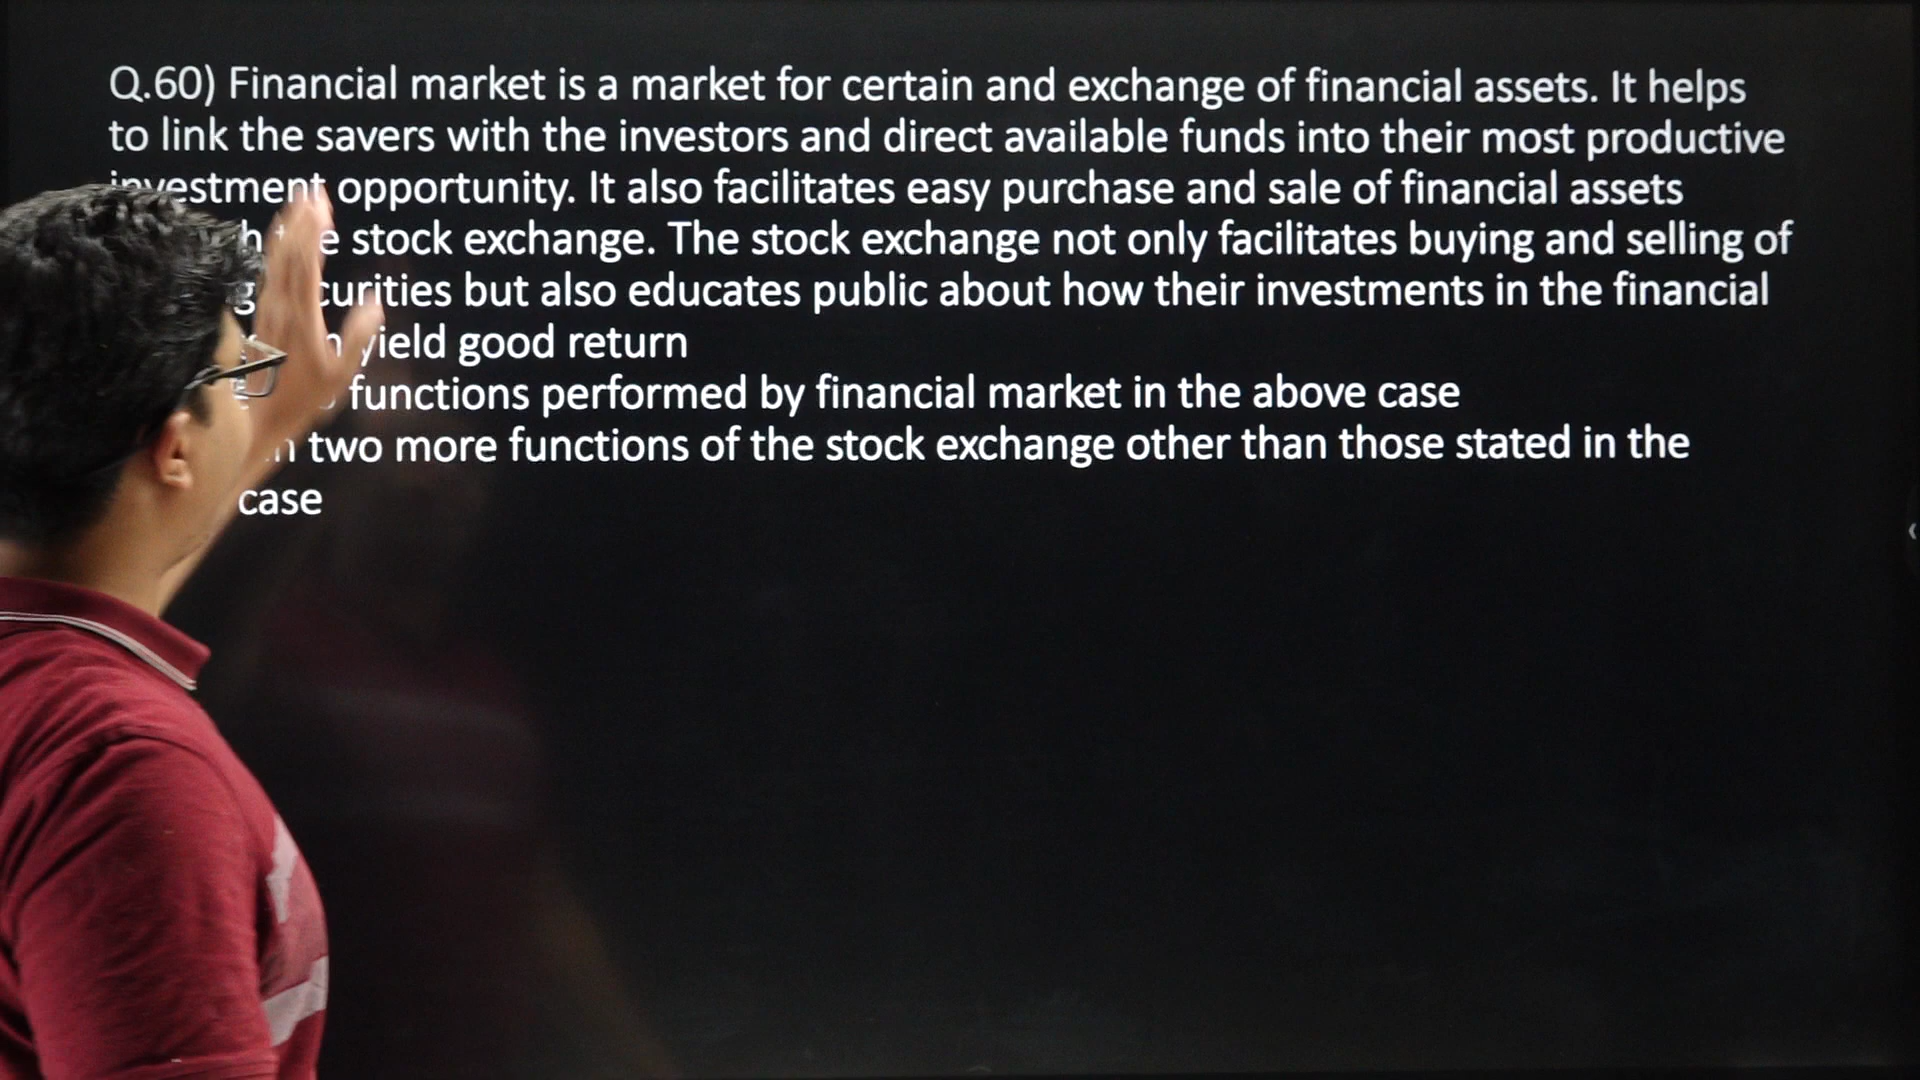 Q.60) Financial market is a market for certain and exchange of financial assets. It helps
to link the savers with the investors and direct available funds into their most productive
investment opportunity. It also facilitates easy purchase and sale of financial assets
stock exchange. The stock exchange not only facilitates buying and selling of
but also educates public about how their investments in the financial
yield good return
functions performed by financial market in the above case
two more functions of the stock exchange other than those stated in the
case